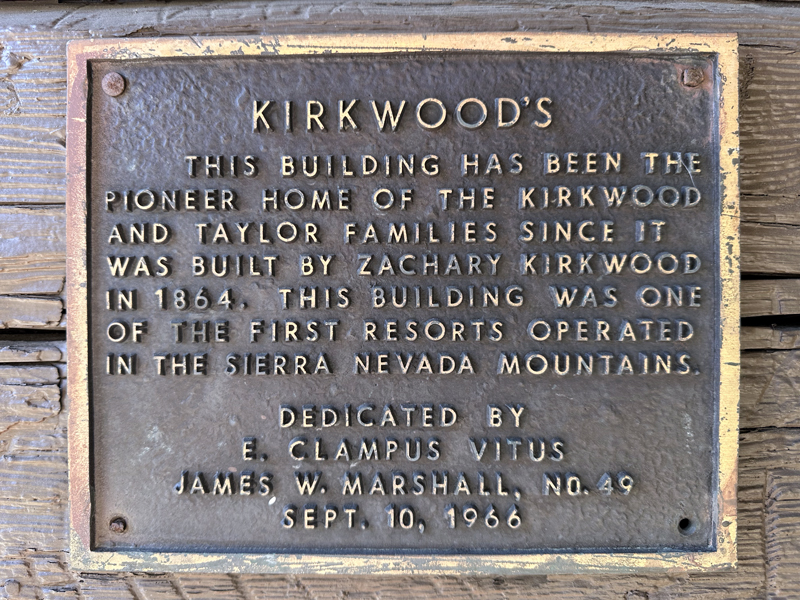 KIRKWOOD'S
THIS BUILDING HAS BEEN THE
PIONEER HOME OF THE KIRKWOOD
AND TAYLOR FAMILIES SINCE IT
WAS BUILT BY ZACHARY KIRKWOOD
IN 1864. THIS BUILDING WAS ONE
OF THE FIRST RESORTS OPERATED
IN THE SIERRA NEVADA MOUNTAINS.
DEDICATED BY
E. CLAMPUS VITUS
JAMES W. MARSHALL, NO. 49
SEPT. 10, 1966